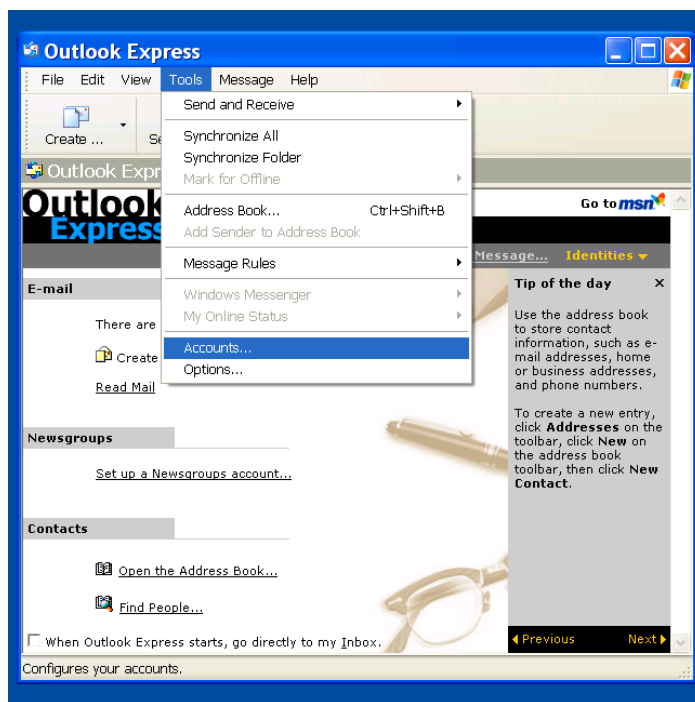 Outlook Express
File Edit View Tools Message Help
Send and Receive
Create ...
Synchronize All
Synchronize Folder
Mark for Offline
Outlook Expr
Address Book... Ctrl+Shift+B
Add Sender to Address Book
Message Rules
Windows Messenger
My Online Status
Accounts...
Options...
Outlook
Express
Go to msn
Message... Identities
E-mail
There are
Create
Read Mail
Newsgroups
Set up a Newsgroups account...
Contacts
Open the Address Book...
Find People...
When Outlook Express starts, go directly to my Inbox.
Tip of the day X
Use the address book
to store contact
information, such as e-
mail addresses, home
or business addresses,
and phone numbers.
To create a new entry,
click Addresses on the
toolbar, click New on
the address book
toolbar, then click New
Contact.
Previous Next
Configures your accounts.